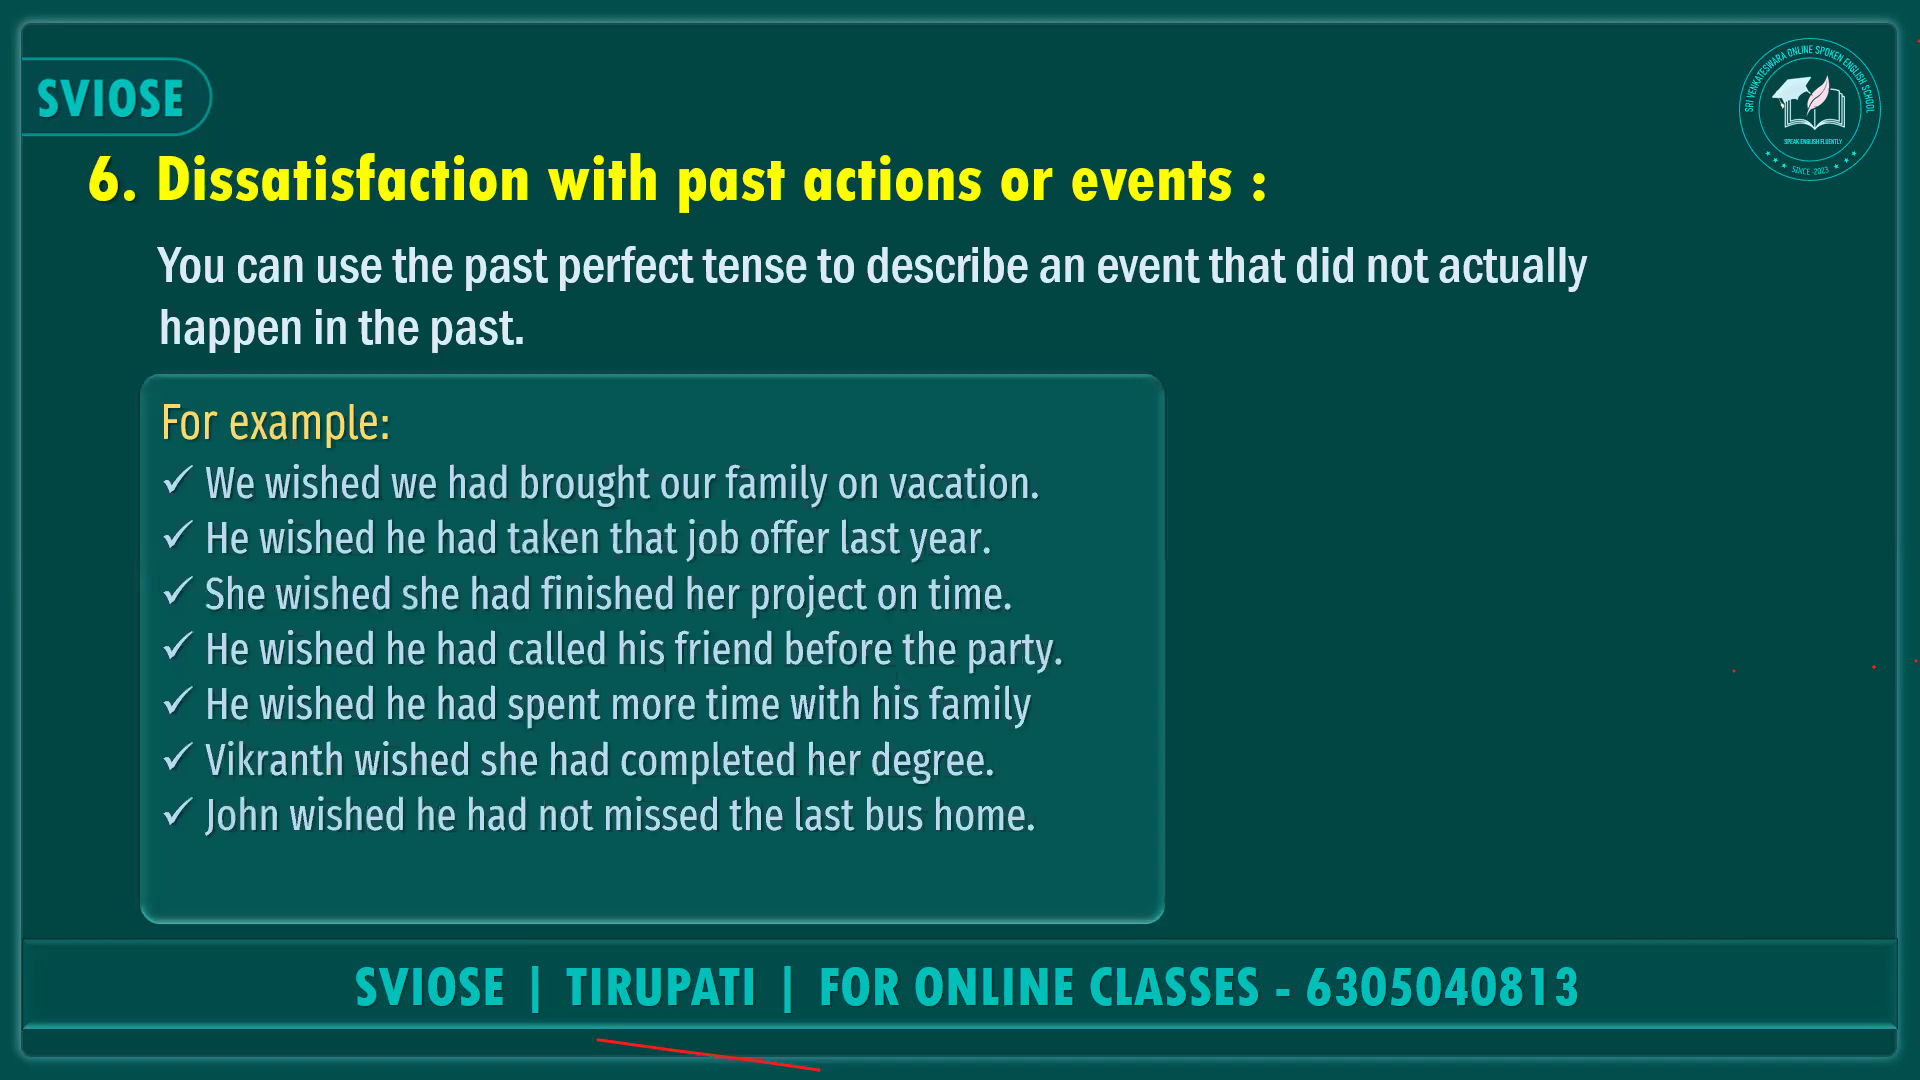 SVIOSE
SRI VENKATESWARA ONLINE SPOKEN ENGLISH SCHOOL
SPEAK ENGLISH FLUENTLY
SINCE -2023
6. Dissatisfaction with past actions or events :
You can use the past perfect tense to describe an event that did not actually
happen in the past.
For example:
✓ We wished we had brought our family on vacation.
✓ He wished he had taken that job offer last year.
✓ She wished she had finished her project on time.
✓ He wished he had called his friend before the party.
✓ He wished he had spent more time with his family
✓ Vikranth wished she had completed her degree.
✓ John wished he had not missed the last bus home.
SVIOSE | TIRUPATI | FOR ONLINE CLASSES - 6305040813